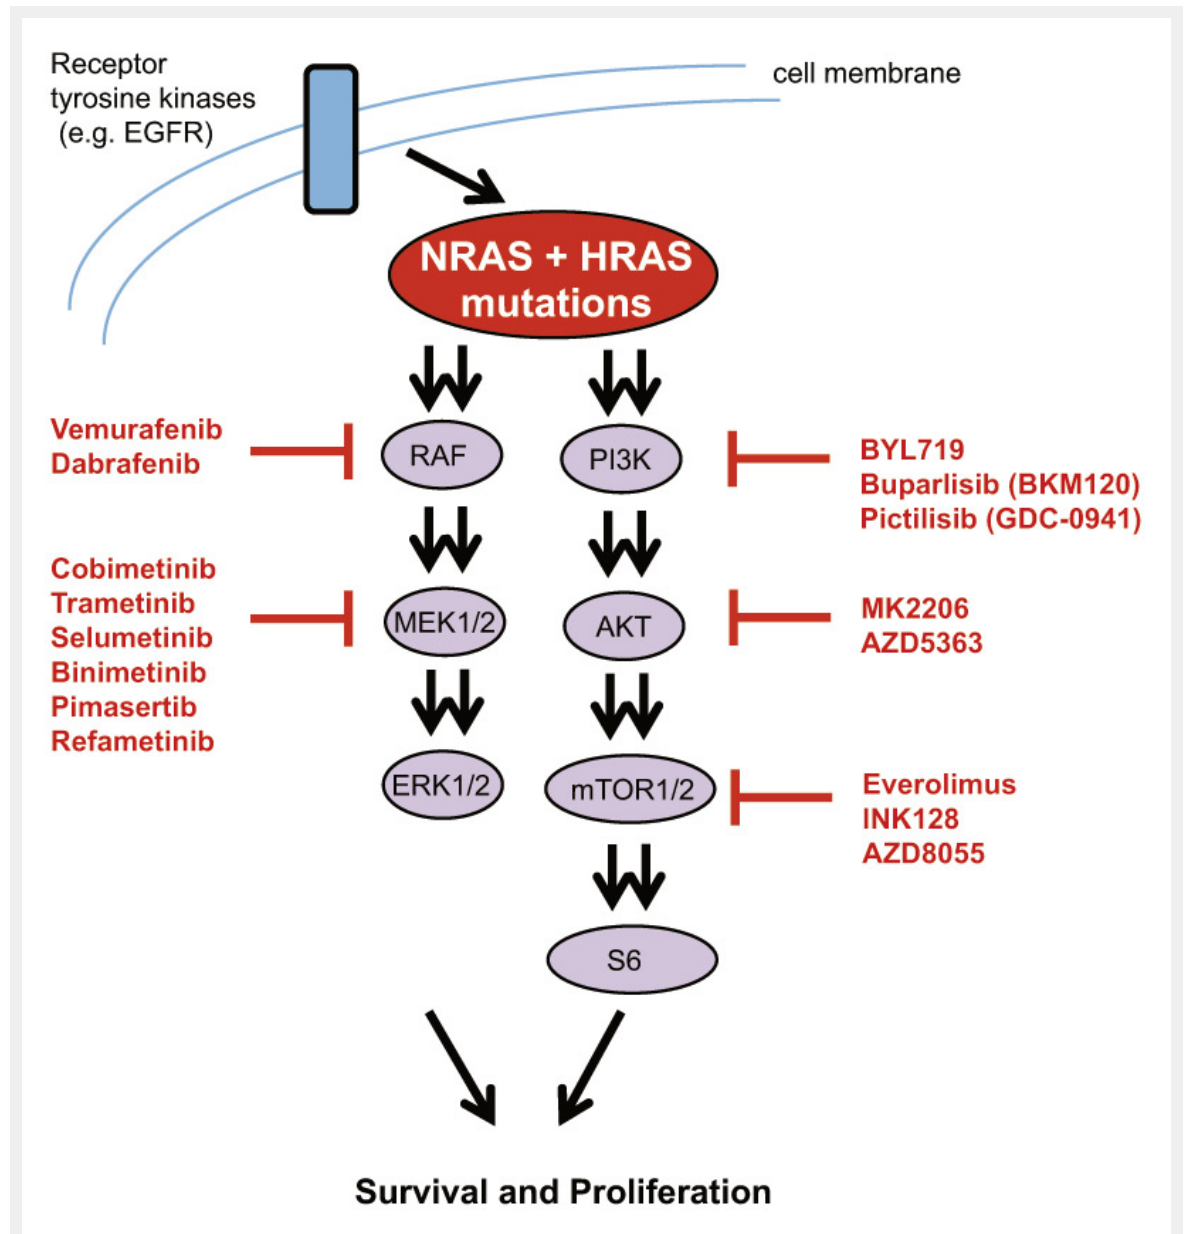 Receptor
tyrosine kinases
(e.g. EGFR)
cell membrane
NRAS + HRAS
mutations
Vemurafenib
Dabrafenib
RAF
PI3K
BYL719
Buparlisib (BKM120)
Pictilisib (GDC-0941)
Cobimetinib
Trametinib
Selumetinib
Binimetinib
Pimasertib
Refametinib
MEK1/2
AKT
MK2206
AZD5363
ERK1/2
mTOR1/2
Everolimus
INK128
AZD8055
S6
Survival and Proliferation